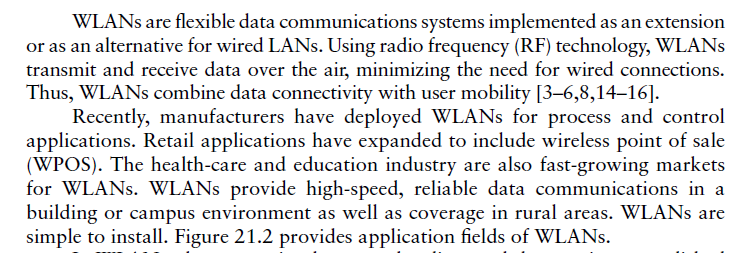 WLANs are flexible data communications systems implemented as an extension
or as an alternative for wired LANs. Using radio frequency (RF) technology, WLANs
transmit and receive data over the air, minimizing the need for wired connections.
Thus, WLANs combine data connectivity with user mobility [3–6,8,14–16].
Recently, manufacturers have deployed WLANs for process and control
applications. Retail applications have expanded to include wireless point of sale
(WPOS). The health-care and education industry are also fast-growing markets
for WLANs. WLANs provide high-speed, reliable data communications in a
building or campus environment as well as coverage in rural areas. WLANs are
simple to install. Figure 21.2 provides application fields of WLANs.